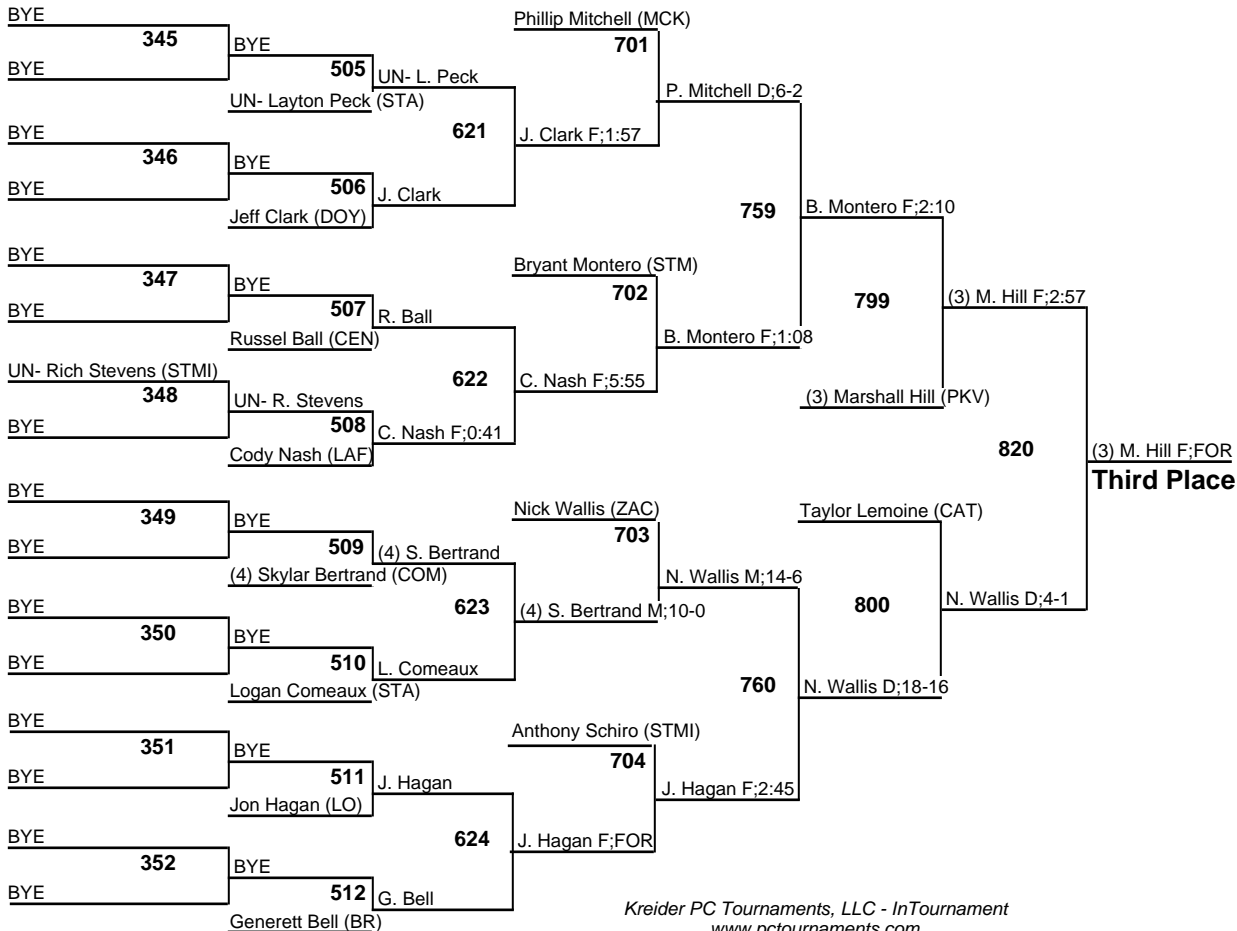 BYE
345
BYE
BYE
505
UN- Layton Peck (STA)
UN- L. Peck
BYE
346
BYE
BYE
506
Jeff Clark (DOY)
J. Clark
621
J. Clark F;1:57
Phillip Mitchell (MCK)
701
P. Mitchell D;6-2
BYE
347
BYE
BYE
507
Russel Ball (CEN)
R. Ball
UN- Rich Stevens (STMI)
348
BYE
UN- R. Stevens
508
Cody Nash (LAF)
C. Nash F;0:41
622
C. Nash F;5:55
Bryant Montero (STM)
702
B. Montero F;1:08
759
B. Montero F;2:10
799
(3) Marshall Hill (PKV)
(3) M. Hill F;2:57
BYE
349
BYE
BYE
509
(4) Skylar Bertrand (COM)
(4) S. Bertrand
BYE
350
BYE
BYE
510
Logan Comeaux (STA)
L. Comeaux
623
(4) S. Bertrand M;10-0
Nick Wallis (ZAC)
703
N. Wallis M;14-6
BYE
351
BYE
BYE
511
Jon Hagan (LO)
J. Hagan
BYE
352
BYE
BYE
512
Generett Bell (BR)
G. Bell
624
J. Hagan F;FOR
Anthony Schiro (STMI)
704
J. Hagan F;2:45
760
N. Wallis D;18-16
Taylor Lemoine (CAT)
800
N. Wallis D;4-1
820
(3) M. Hill F;FOR
Third Place
Kreider PC Tournaments, LLC - InTournament
www.pctournaments.com